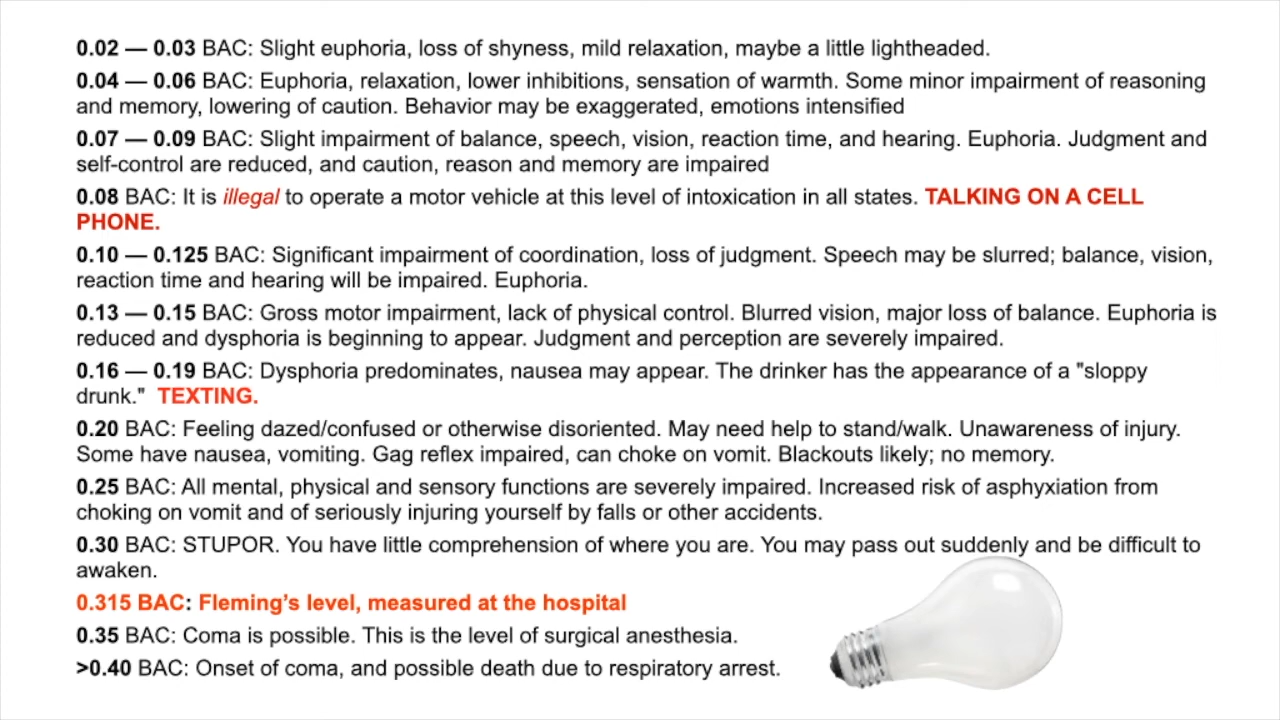 0.02 — 0.03 BAC: Slight euphoria, loss of shyness, mild relaxation, maybe a little lightheaded.
0.04 — 0.06 BAC: Euphoria, relaxation, lower inhibitions, sensation of warmth. Some minor impairment of reasoning
and memory, lowering of caution. Behavior may be exaggerated, emotions intensified
0.07 — 0.09 BAC: Slight impairment of balance, speech, vision, reaction time, and hearing. Euphoria. Judgment and
self-control are reduced, and caution, reason and memory are impaired
0.08 BAC: It is illegal to operate a motor vehicle at this level of intoxication in all states. TALKING ON A CELL
PHONE.
0.10 — 0.125 BAC: Significant impairment of coordination, loss of judgment. Speech may be slurred; balance, vision,
reaction time and hearing will be impaired. Euphoria.
0.13 — 0.15 BAC: Gross motor impairment, lack of physical control. Blurred vision, major loss of balance. Euphoria is
reduced and dysphoria is beginning to appear. Judgment and perception are severely impaired.
0.16 — 0.19 BAC: Dysphoria predominates, nausea may appear. The drinker has the appearance of a "sloppy
drunk." TEXTING.
0.20 BAC: Feeling dazed/confused or otherwise disoriented. May need help to stand/walk. Unawareness of injury.
Some have nausea, vomiting. Gag reflex impaired, can choke on vomit. Blackouts likely; no memory.
0.25 BAC: All mental, physical and sensory functions are severely impaired. Increased risk of asphyxiation from
choking on vomit and of seriously injuring yourself by falls or other accidents.
0.30 BAC: STUPOR. You have little comprehension of where you are. You may pass out suddenly and be difficult to
awaken.
0.315 BAC: Fleming’s level, measured at the hospital
0.35 BAC: Coma is possible. This is the level of surgical anesthesia.
>0.40 BAC: Onset of coma, and possible death due to respiratory arrest.